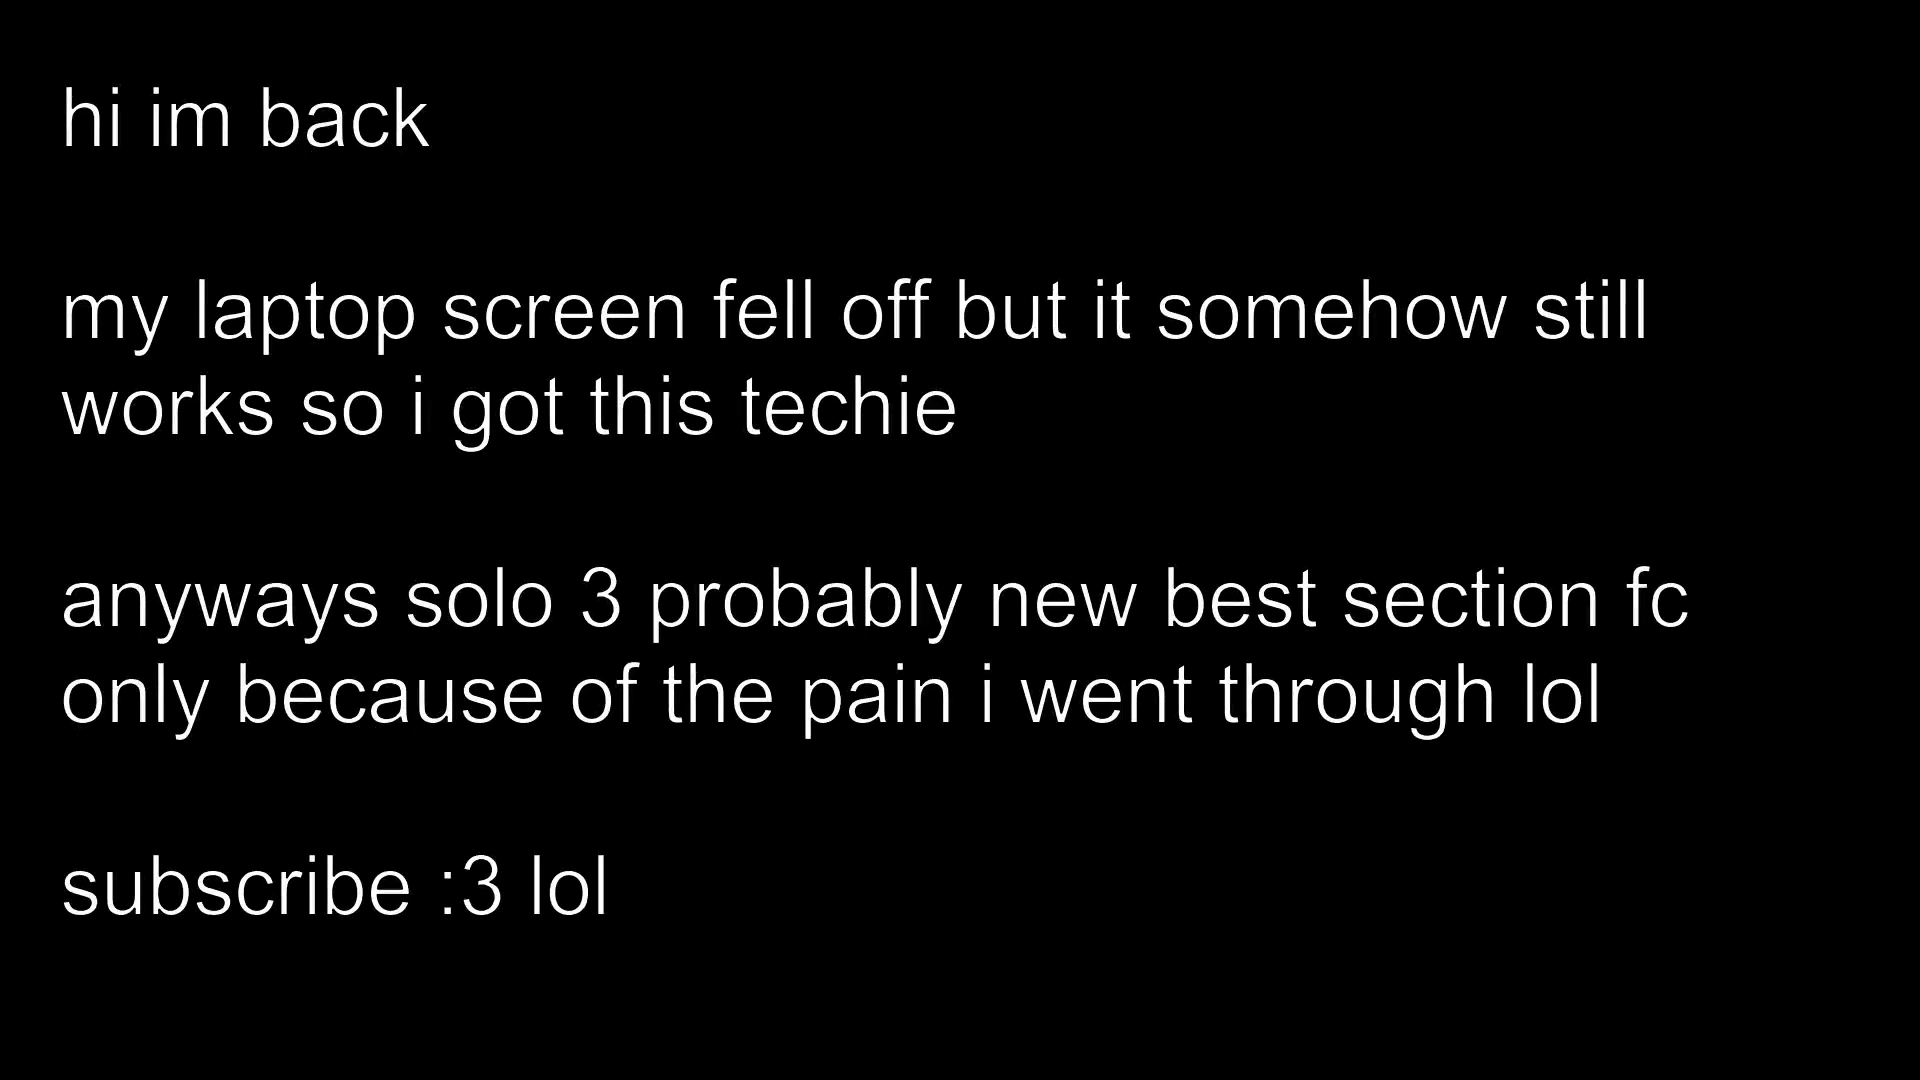 hi im back
my laptop screen fell off but it somehow still
works so i got this techie
anyways solo 3 probably new best section fc
only because of the pain i went through lol
subscribe :3 lol